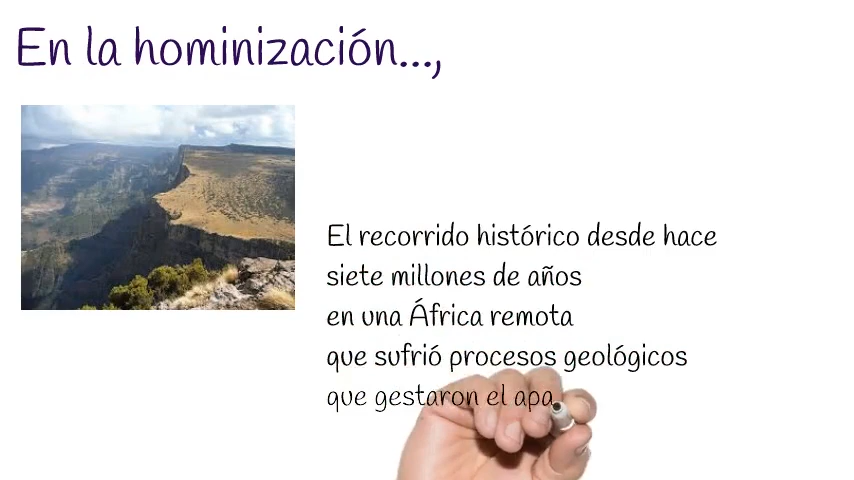 En la hominización...,
El recorrido histórico desde hace
siete millones de años
en una África remota
que sufrió procesos geológicos
que gestaron el apa